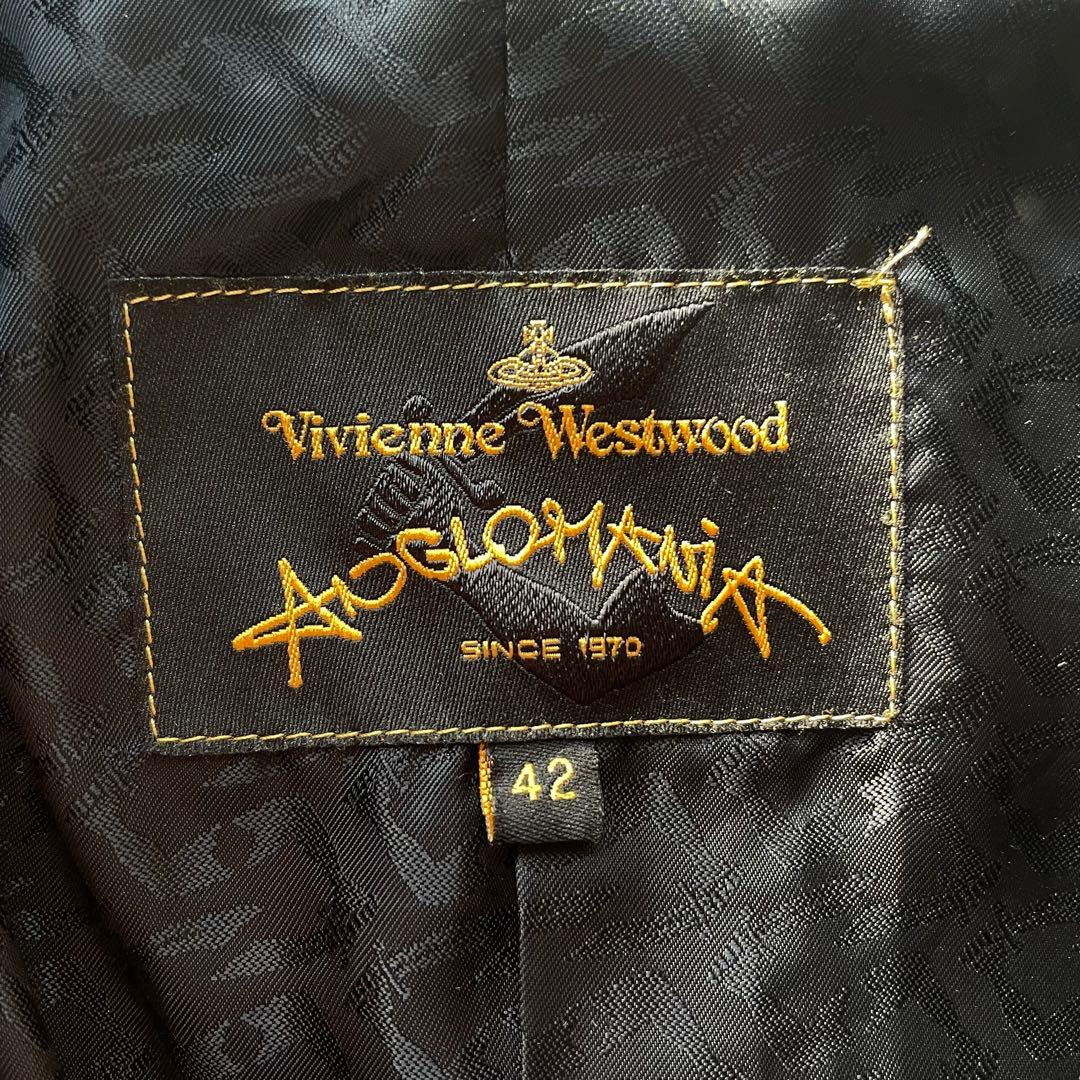 Vivienne Westwood
ANGLOMANiA
SINCE 1970
42